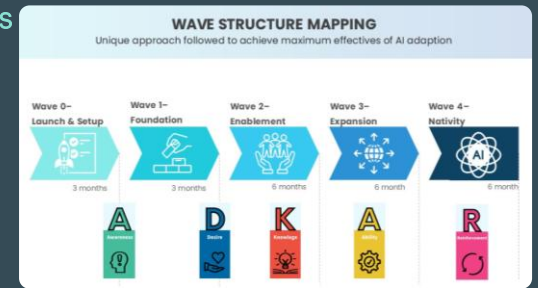 S
WAVE STRUCTURE MAPPING
Unique approach followed to achieve maximum effectives of AI adaption
Wave 0–
Launch & Setup
Wave 1–
Foundation
Wave 2–
Enablement
Wave 3–
Expansion
Wave 4–
Nativity
AI
3 months
3 months
6 months
6 month
6 month
A
Awareness
D
Desire
K
Knowledge
A
Ability
R
Reinforcement